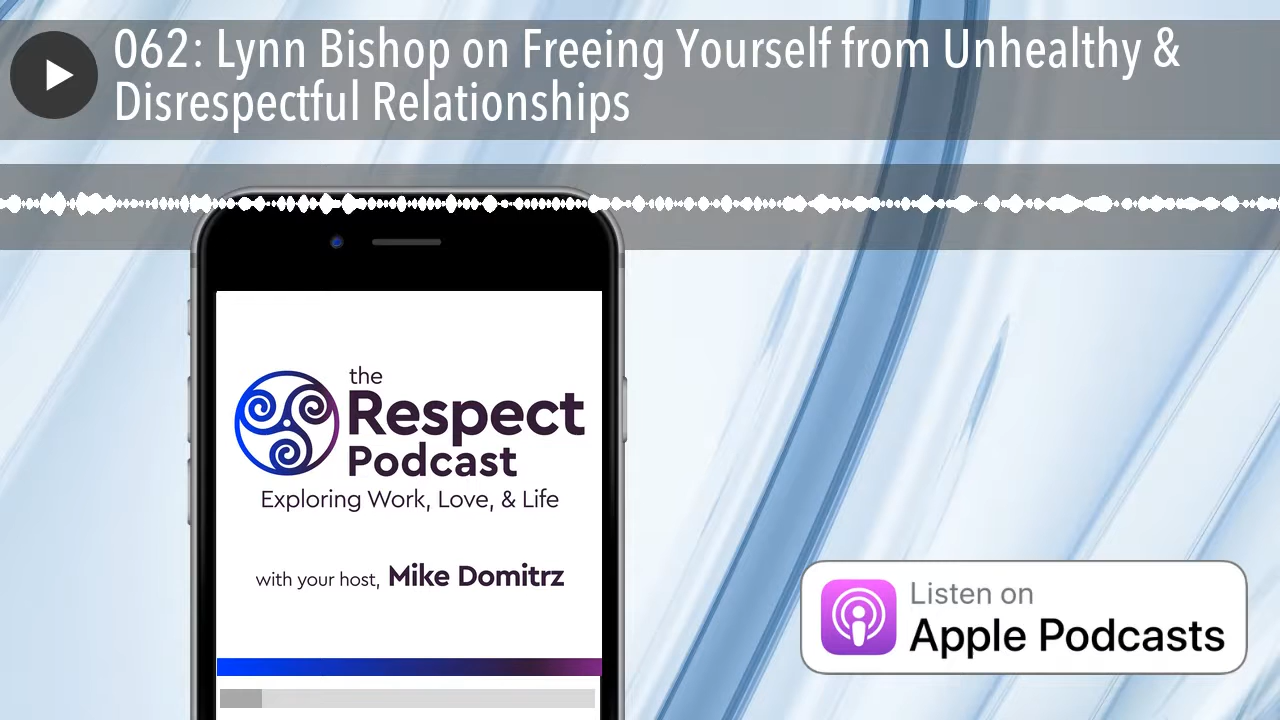 062: Lynn Bishop on Freeing Yourself from Unhealthy &
Disrespectful Relationships
the
Respect
Podcast
Exploring Work, Love, & Life
with your host, Mike Domitrz
Listen on
Apple Podcasts